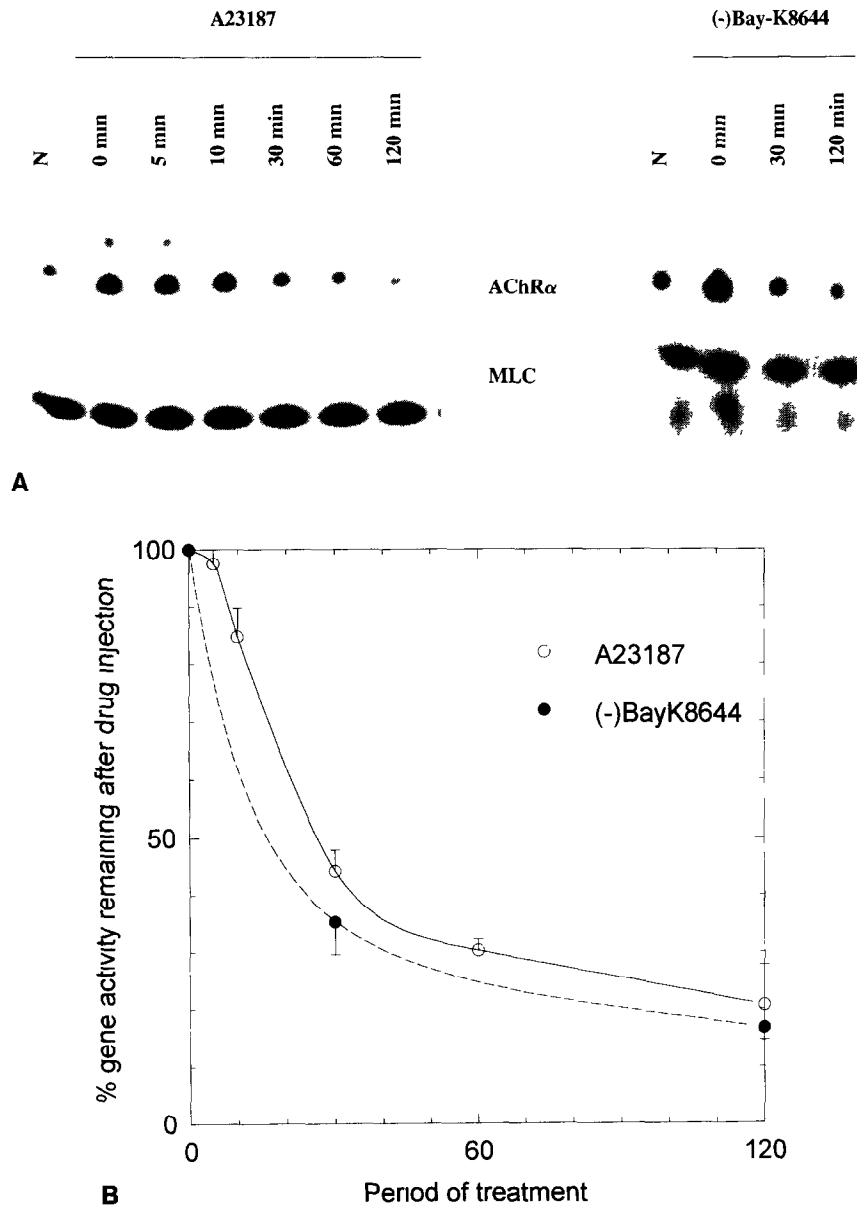 A23187
(-)Bay-K8644
N
0 min
5 min
10 min
30 min
60 min
120 min
N
0 min
30 min
120 min
AChRα
MLC
A
% gene activity remaining after drug injection
100
50
0
A23187
(-)BayK8644
0
60
120
Period of treatment
B